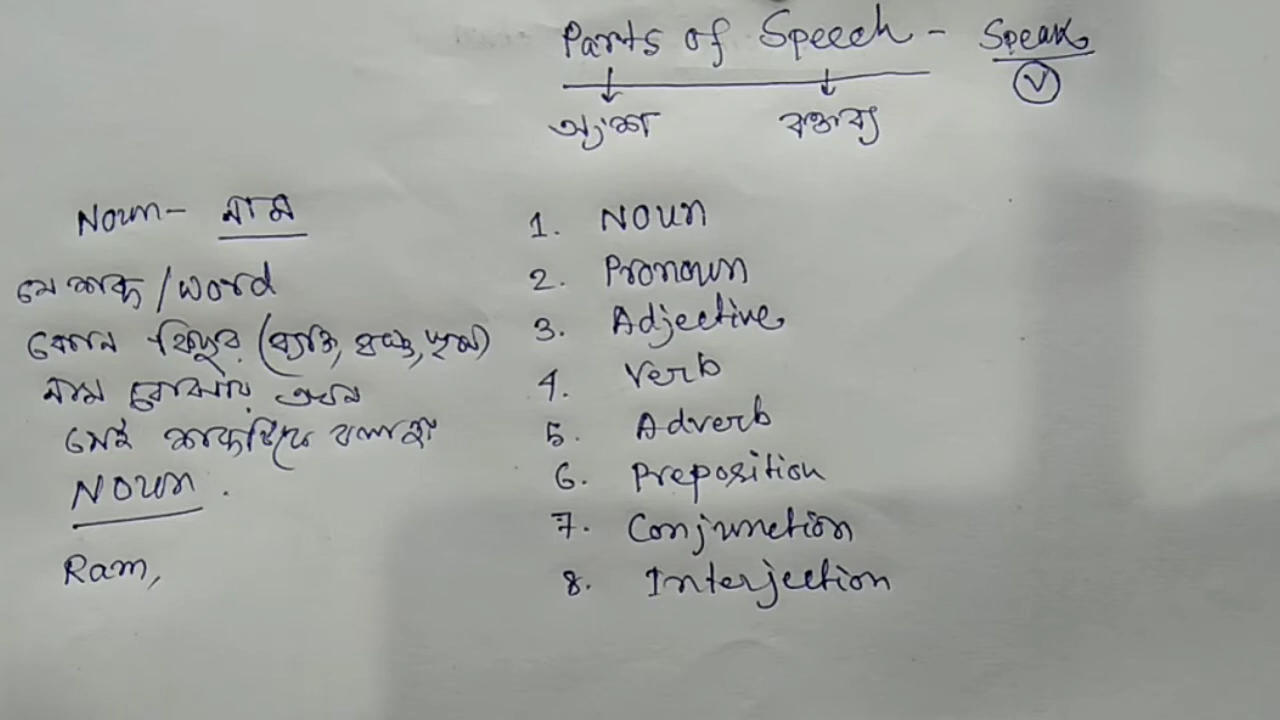 Parts of Speech - Speak
V
অংশ বক্তব্য
Noun - নাম
যে শব্দ / word
কোন কিছুর (ব্যক্তি, বস্তু, স্থান)
নাম বোঝায় তখন
সেই শব্দটিকে বলা হয়
Noun.
Ram,
1. Noun
2. Pronoun
3. Adjective
4. Verb
5. Adverb
6. Preposition
7. Conjunction
8. Interjection